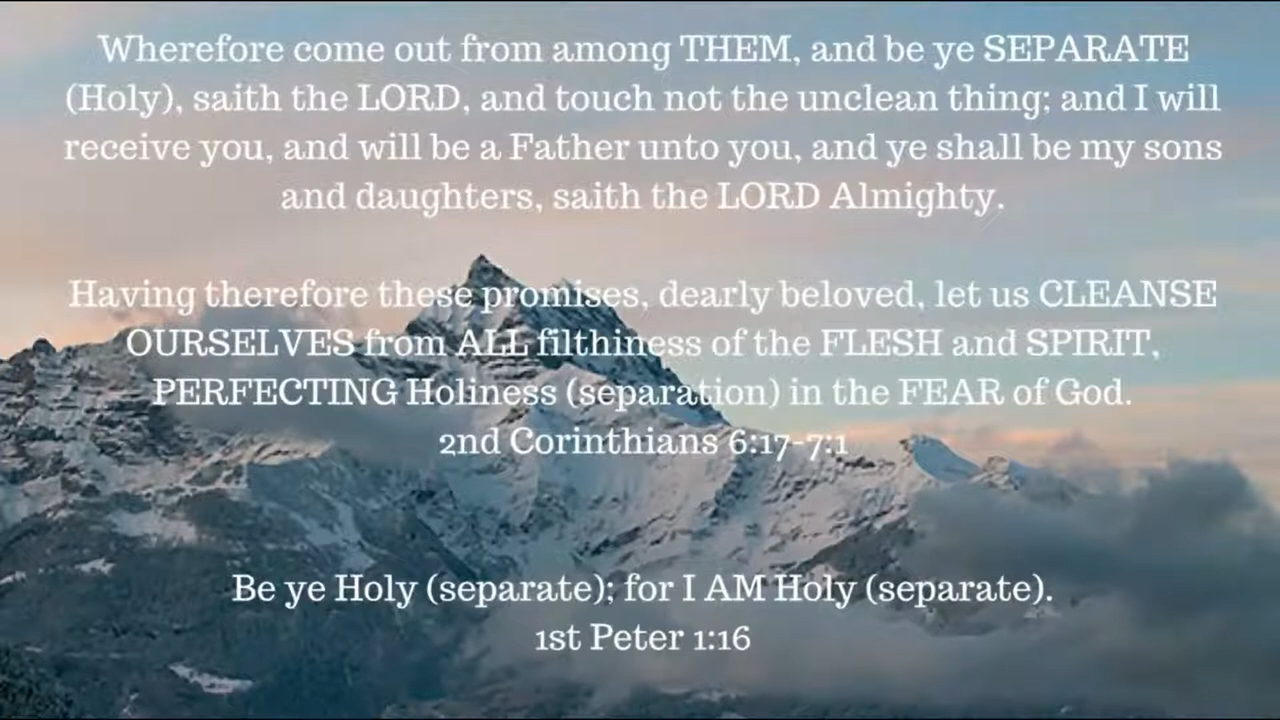 Wherefore come out from among THEM, and be ye SEPARATE
(Holy), saith the LORD, and touch not the unclean thing; and I will
receive you, and will be a Father unto you, and ye shall be my sons
and daughters, saith the LORD Almighty.
Having therefore these promises, dearly beloved, let us CLEANSE
OURSELVES from ALL filthiness of the FLESH and SPIRIT,
PERFECTING Holiness (separation) in the FEAR of God.
2nd Corinthians 6:17-7:1
Be ye Holy (separate); for I AM Holy (separate).
1st Peter 1:16